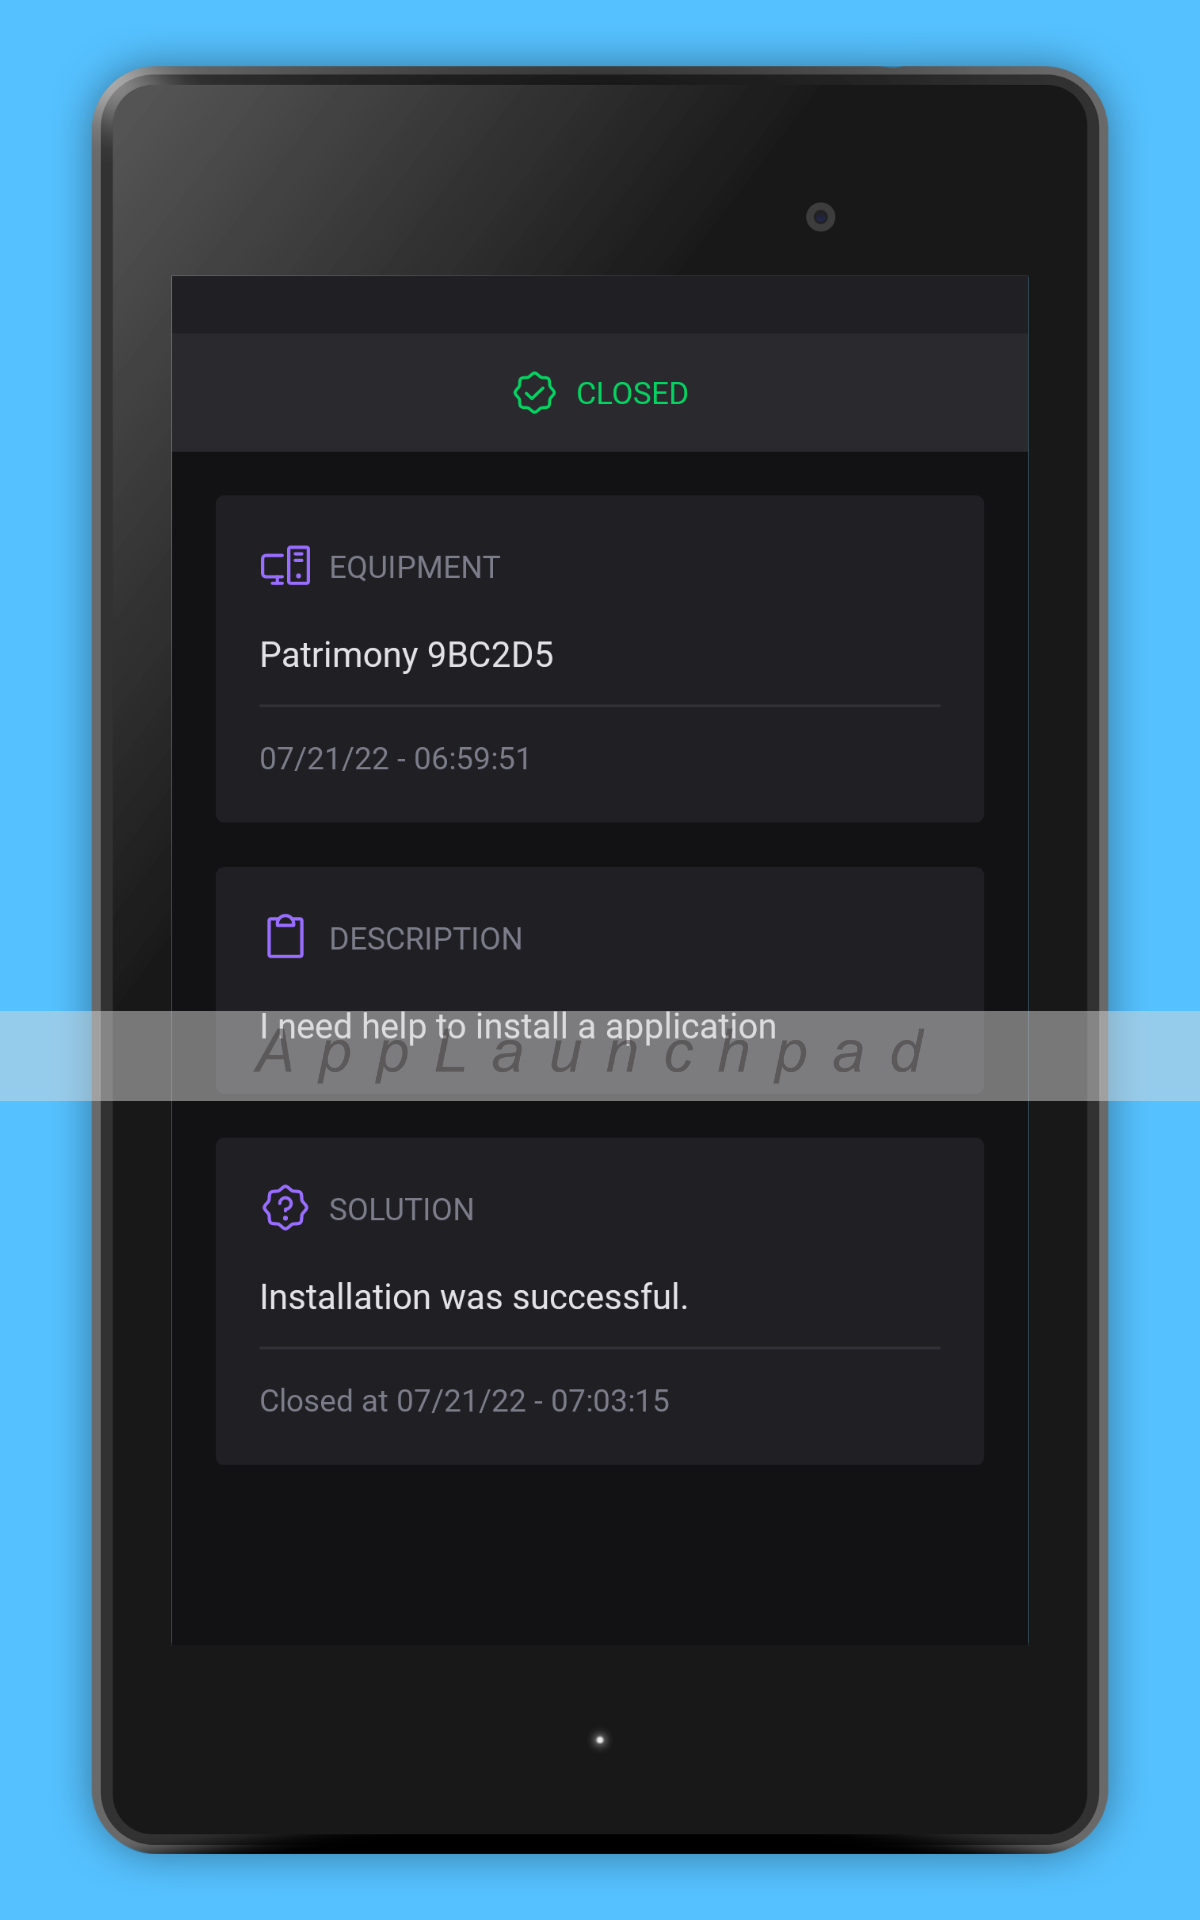 CLOSED
EQUIPMENT
Patrimony 9BC2D5
07/21/22 - 06:59:51
DESCRIPTION
I need help to install a application
AppLaunchpad
SOLUTION
Installation was successful.
Closed at 07/21/22 - 07:03:15